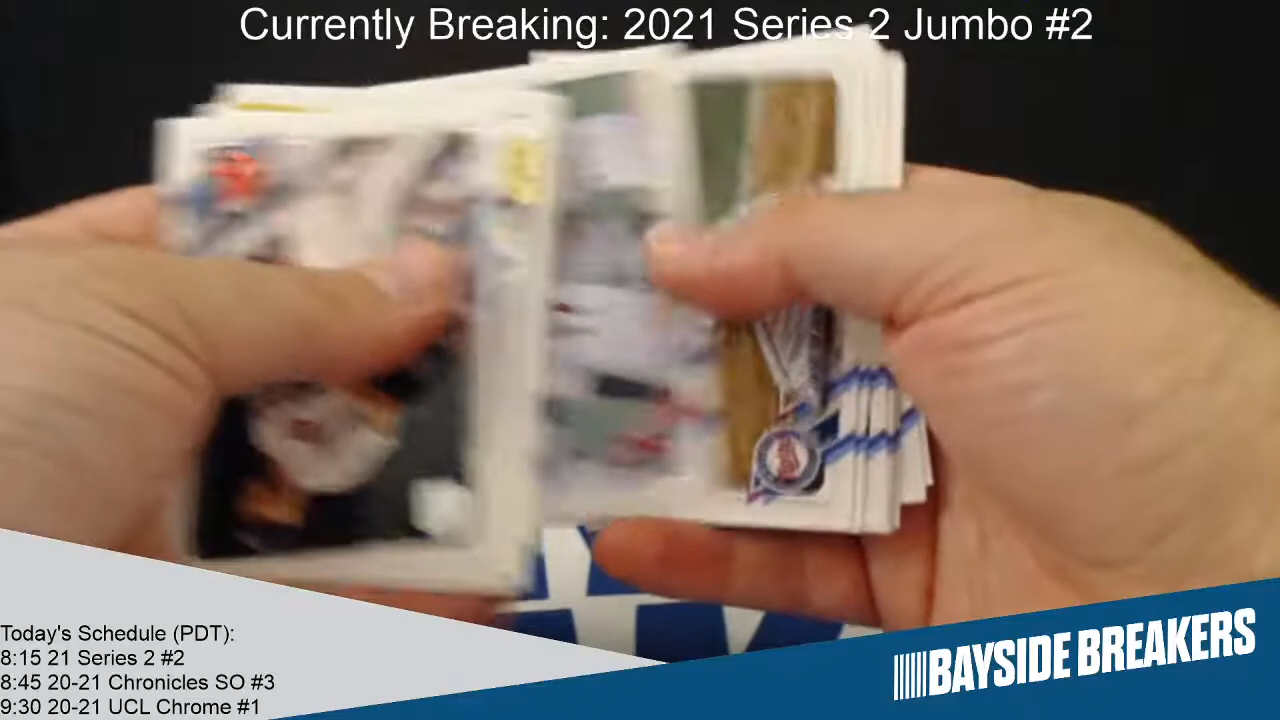 Currently Breaking: 2021 Series 2 Jumbo #2
Today's Schedule (PDT):
8:15 21 Series 2 #2
8:45 20-21 Chronicles SO #3
9:30 20-21 UCL Chrome #1
BAYSIDE BREAKERS